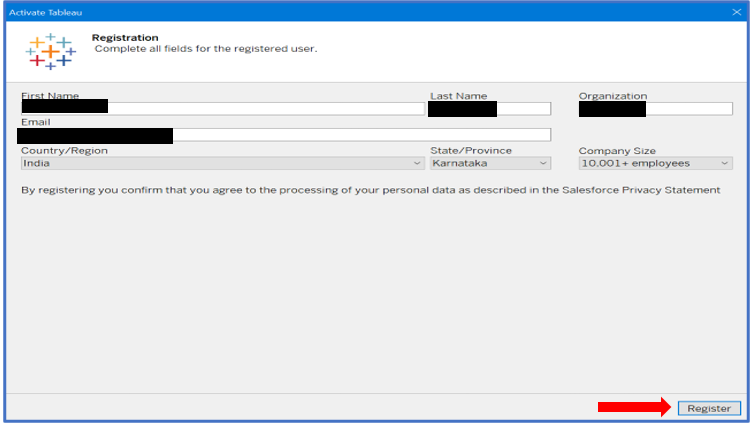 Activate Tableau
Registration
Complete all fields for the registered user.
First Name Last Name Organization
Email
Country/Region State/Province Company Size
India Karnataka 10,001+ employees
By registering you confirm that you agree to the processing of your personal data as described in the Salesforce Privacy Statement
Register